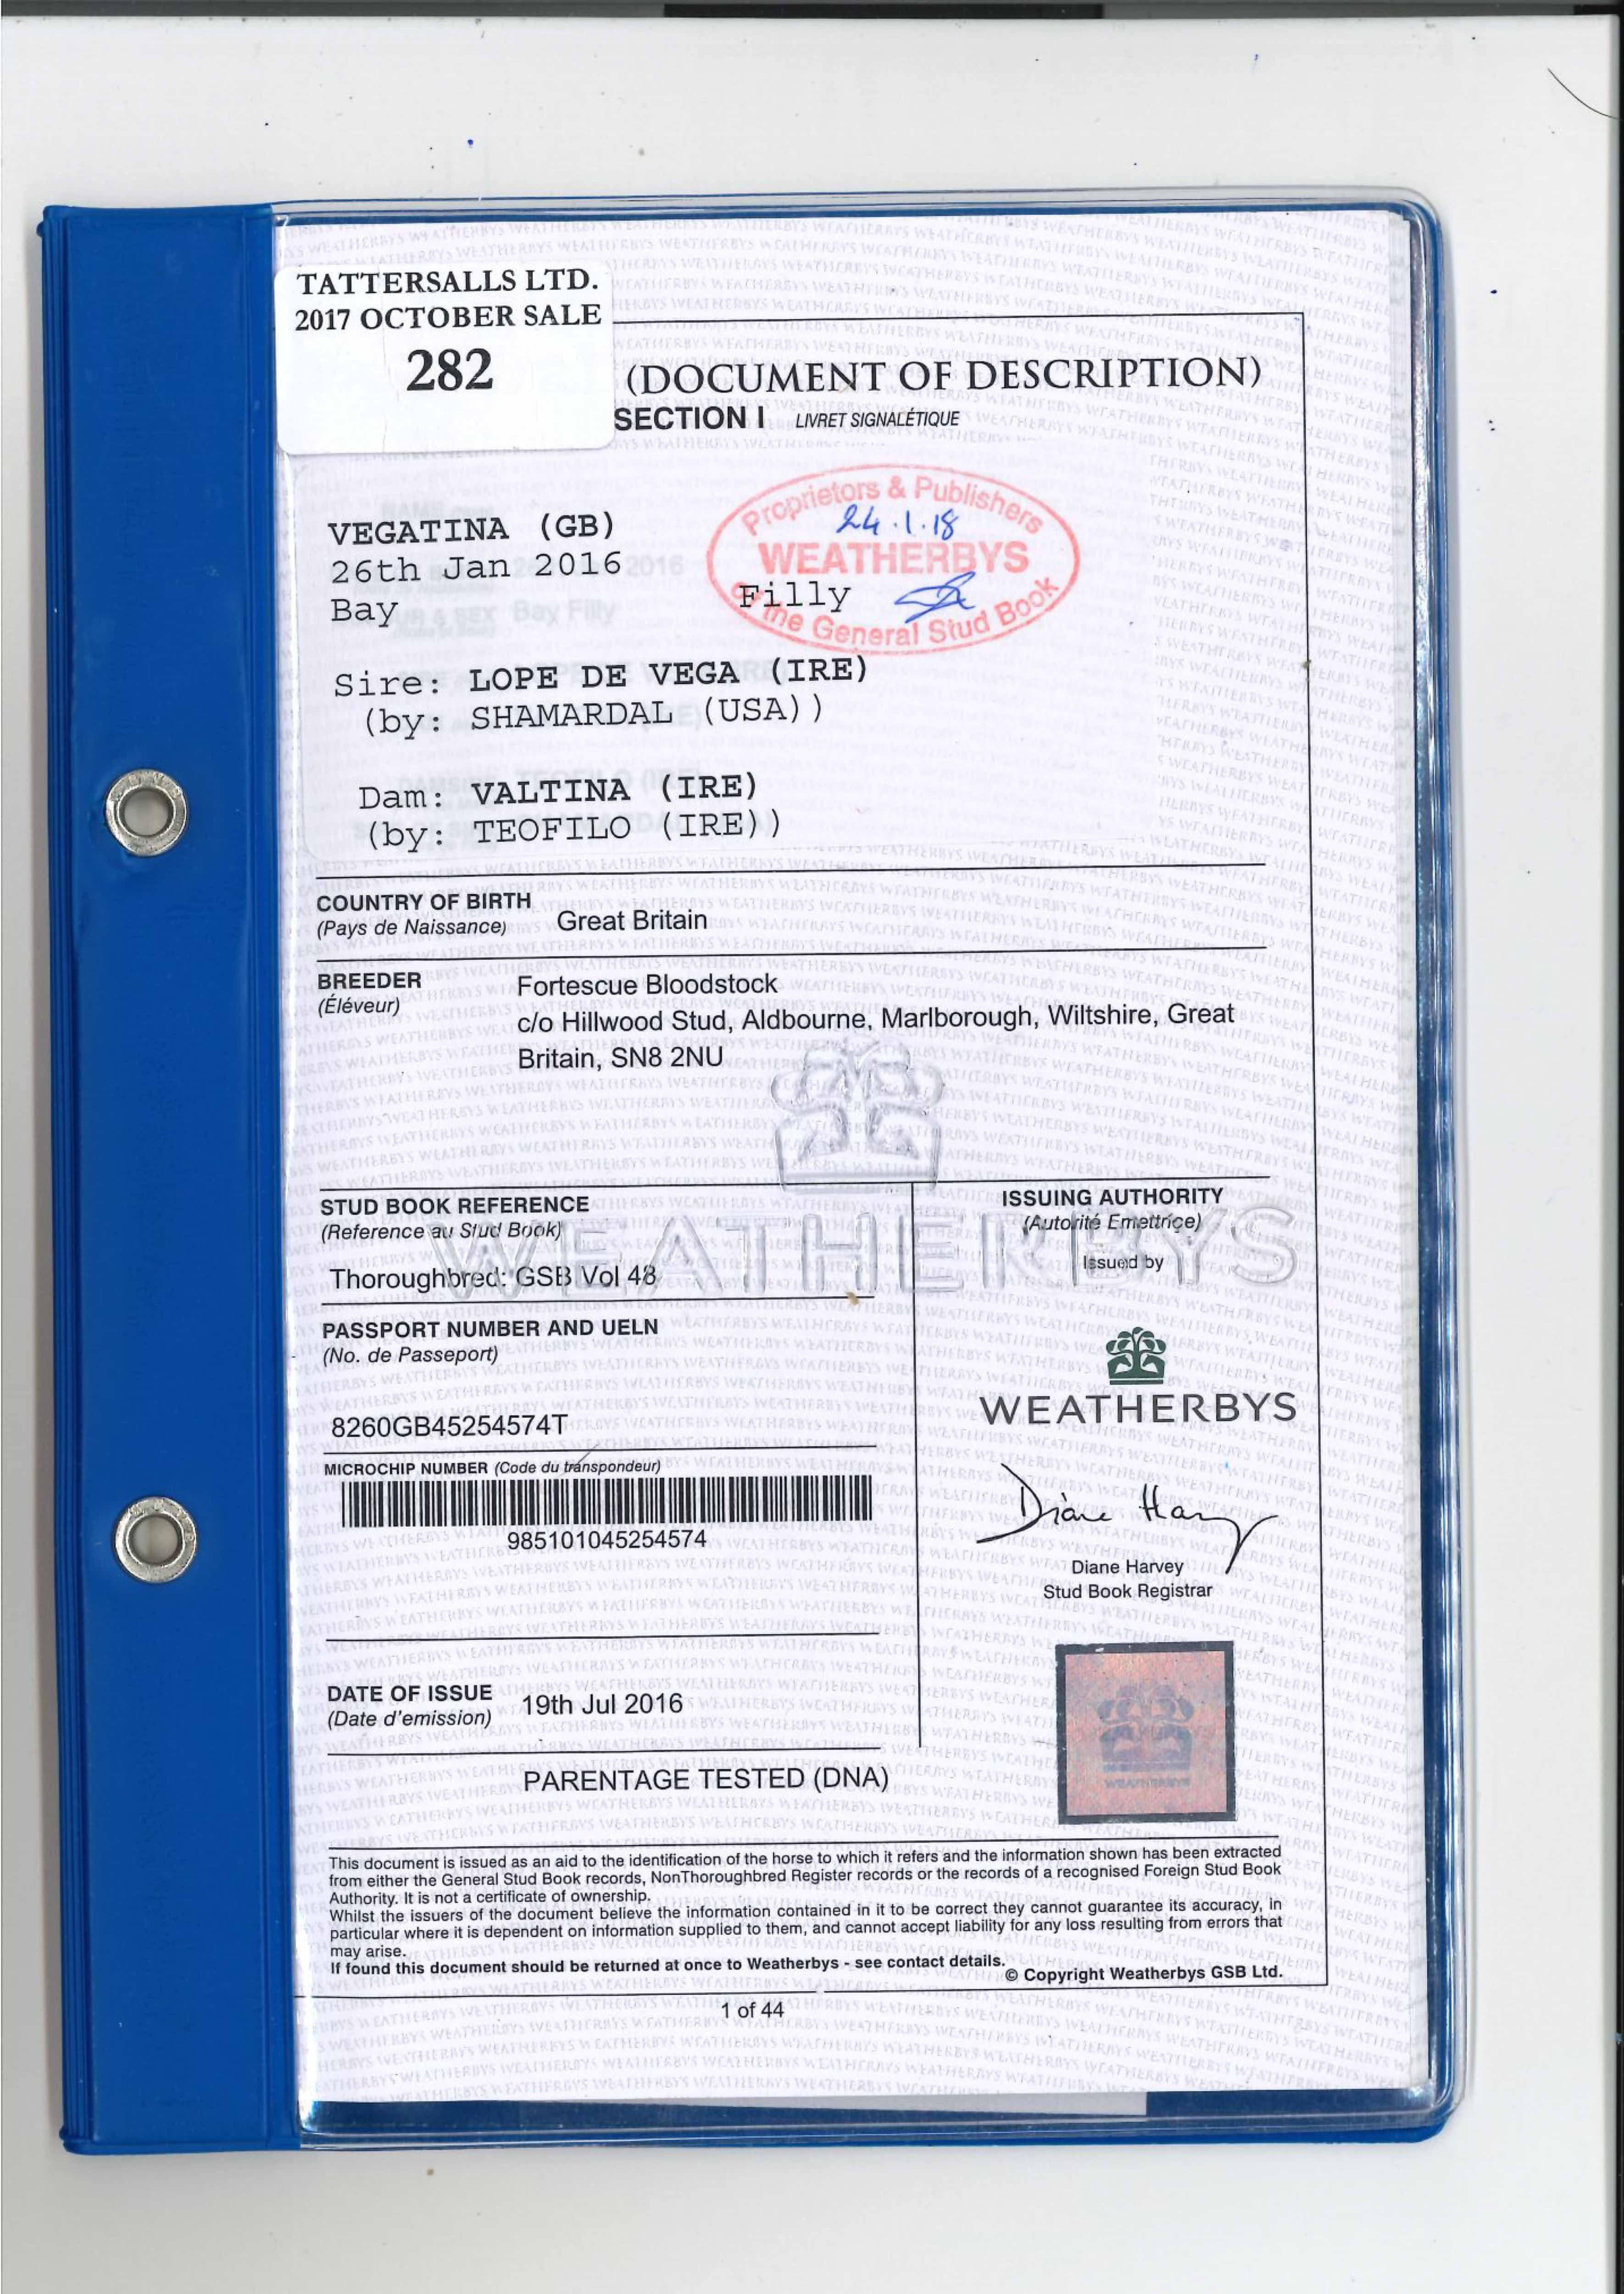 TATTERSALLS LTD.
2017 OCTOBER SALE
282
(DOCUMENT OF DESCRIPTION)
SECTION I LIVRET SIGNALÉTIQUE
Proprietors & Publishers
24.1.18
WEATHERBYS
of the General Stud Book
VEGATINA (GB)
26th Jan 2016
Bay Filly
Sire: LOPE DE VEGA (IRE)
(by: SHAMARDAL (USA))
Dam: VALTINA (IRE)
(by: TEOFILO (IRE))
COUNTRY OF BIRTH
(Pays de Naissance) Great Britain
BREEDER Fortescue Bloodstock
(Éléveur) c/o Hillwood Stud, Aldbourne, Marlborough, Wiltshire, Great
Britain, SN8 2NU
WEATHERBYS
STUD BOOK REFERENCE
(Reference au Stud Book)
Thoroughbred: GSB Vol 48
PASSPORT NUMBER AND UELN
(No. de Passeport)
8260GB45254574T
MICROCHIP NUMBER (Code du transpondeur)
985101045254574
DATE OF ISSUE 19th Jul 2016
(Date d'emission)
ISSUING AUTHORITY
(Autorité Emettrice)
Issued by
WEATHERBYS
Diane Harvey
Diane Harvey
Stud Book Registrar
WEATHERBYS
PARENTAGE TESTED (DNA)
This document is issued as an aid to the identification of the horse to which it refers and the information shown has been extracted
from either the General Stud Book records, NonThoroughbred Register records or the records of a recognised Foreign Stud Book
Authority. It is not a certificate of ownership.
Whilst the issuers of the document believe the information contained in it to be correct they cannot guarantee its accuracy, in
particular where it is dependent on information supplied to them, and cannot accept liability for any loss resulting from errors that
may arise.
If found this document should be returned at once to Weatherbys - see contact details.
© Copyright Weatherbys GSB Ltd.
1 of 44